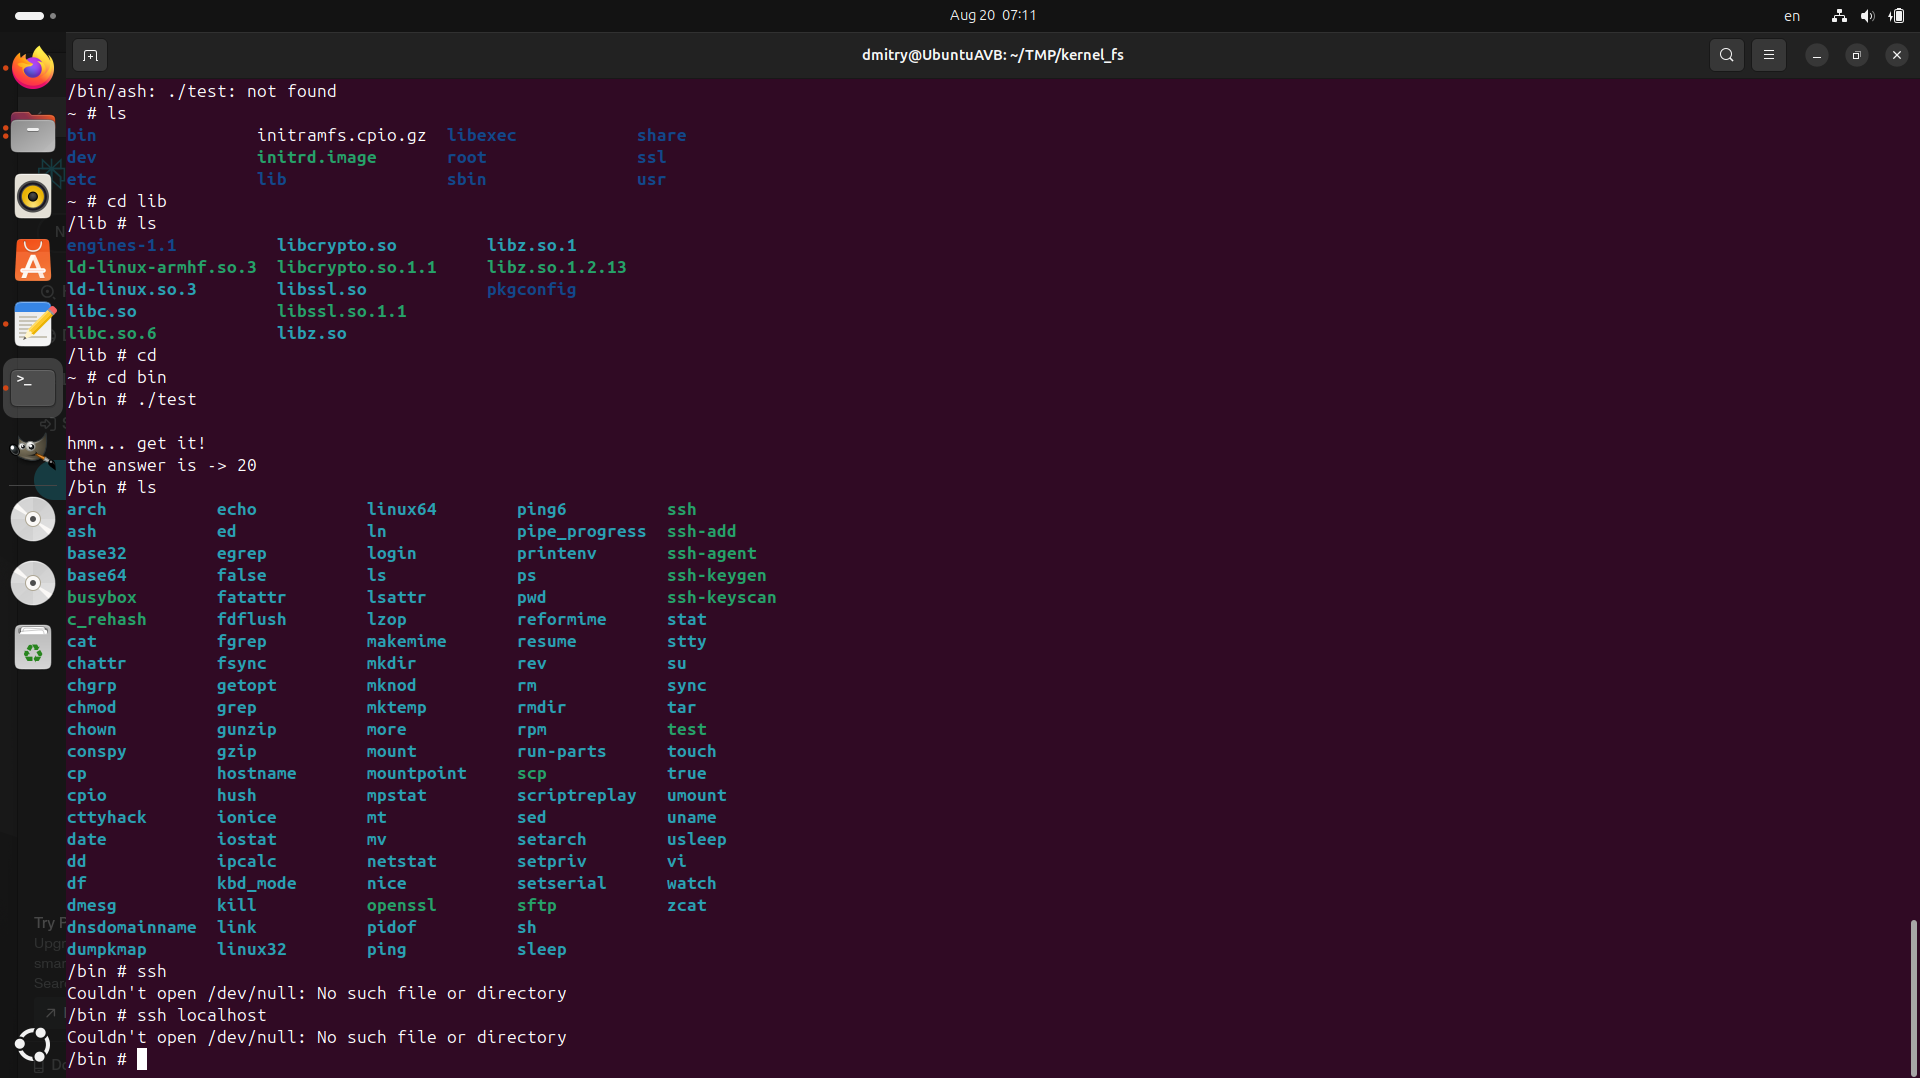 Aug 20 07:11
en
dmitry@UbuntuAVB: ~/TMP/kernel_fs
/bin/ash: ./test: not found
~ # ls
bin initramfs.cpio.gz libexec share
dev initrd.image root ssl
etc lib sbin usr
~ # cd lib
/lib # ls
engines-1.1 libcrypto.so libz.so.1
ld-linux-armhf.so.3 libcrypto.so.1.1 libz.so.1.2.13
ld-linux.so.3 libssl.so pkgconfig
libc.so libssl.so.1.1
libc.so.6 libz.so
/lib # cd
~ # cd bin
/bin # ./test
hmm... get it!
the answer is -> 20
/bin # ls
arch echo linux64 ping6 ssh
ash ed ln pipe_progress ssh-add
base32 egrep login printenv ssh-agent
base64 false ls ps ssh-keygen
busybox fatattr lsattr pwd ssh-keyscan
c_rehash fdflush lzop reformime stat
cat fgrep makemime resume stty
chattr fsync mkdir rev su
chgrp getopt mknod rm sync
chmod grep mktemp rmdir tar
chown gunzip more rpm test
conspy gzip mount run-parts touch
cp hostname mountpoint scp true
cpio hush mpstat scriptreplay umount
cttyhack ionice mt sed uname
date iostat mv setarch usleep
dd ipcalc netstat setpriv vi
df kbd_mode nice setserial watch
dmesg kill openssl sftp zcat
dnsdomainname link pidof sh
dumpkmap linux32 ping sleep
/bin # ssh
Couldn't open /dev/null: No such file or directory
/bin # ssh localhost
Couldn't open /dev/null: No such file or directory
/bin #
Try